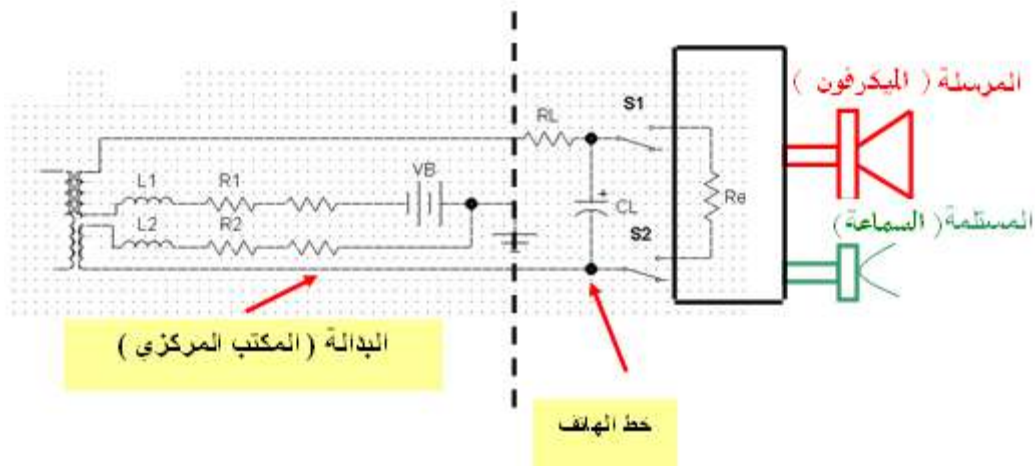 المرسلة ( الميكرفون )
S1
RL
VB
L1
R1
Re
المستلمة ( السماعة)
CL
L2
R2
S2
البدالة ( المكتب المركزي )
خط الهاتف